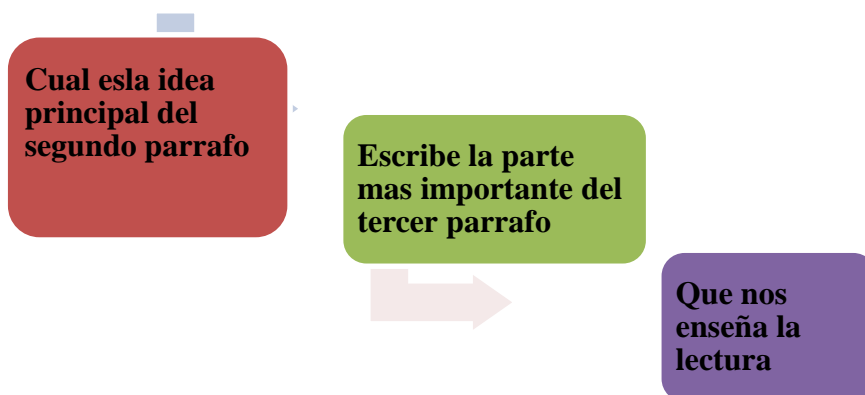 Cual esla idea
principal del
segundo parrafo
Escribe la parte
mas importante del
tercer parrafo
Que nos
enseña la
lectura